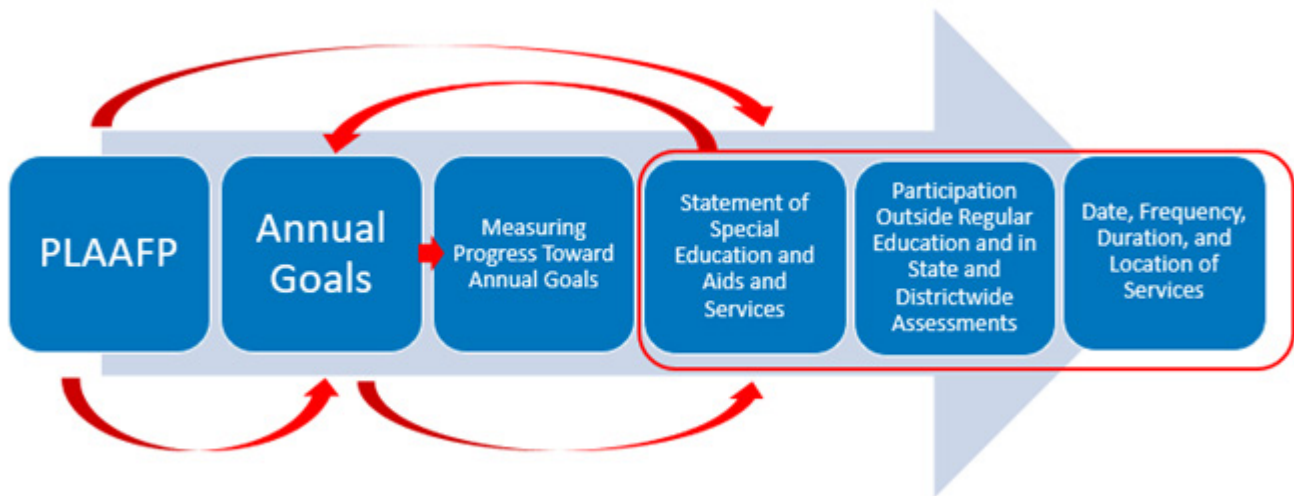 PLAAFP
Annual
Goals
Measuring
Progress Toward
Annual Goals
Statement of
Special
Education and
Aids and
Services
Participation
Outside Regular
Education and in
State and
Districtwide
Assessments
Date, Frequency,
Duration, and
Location of
Services